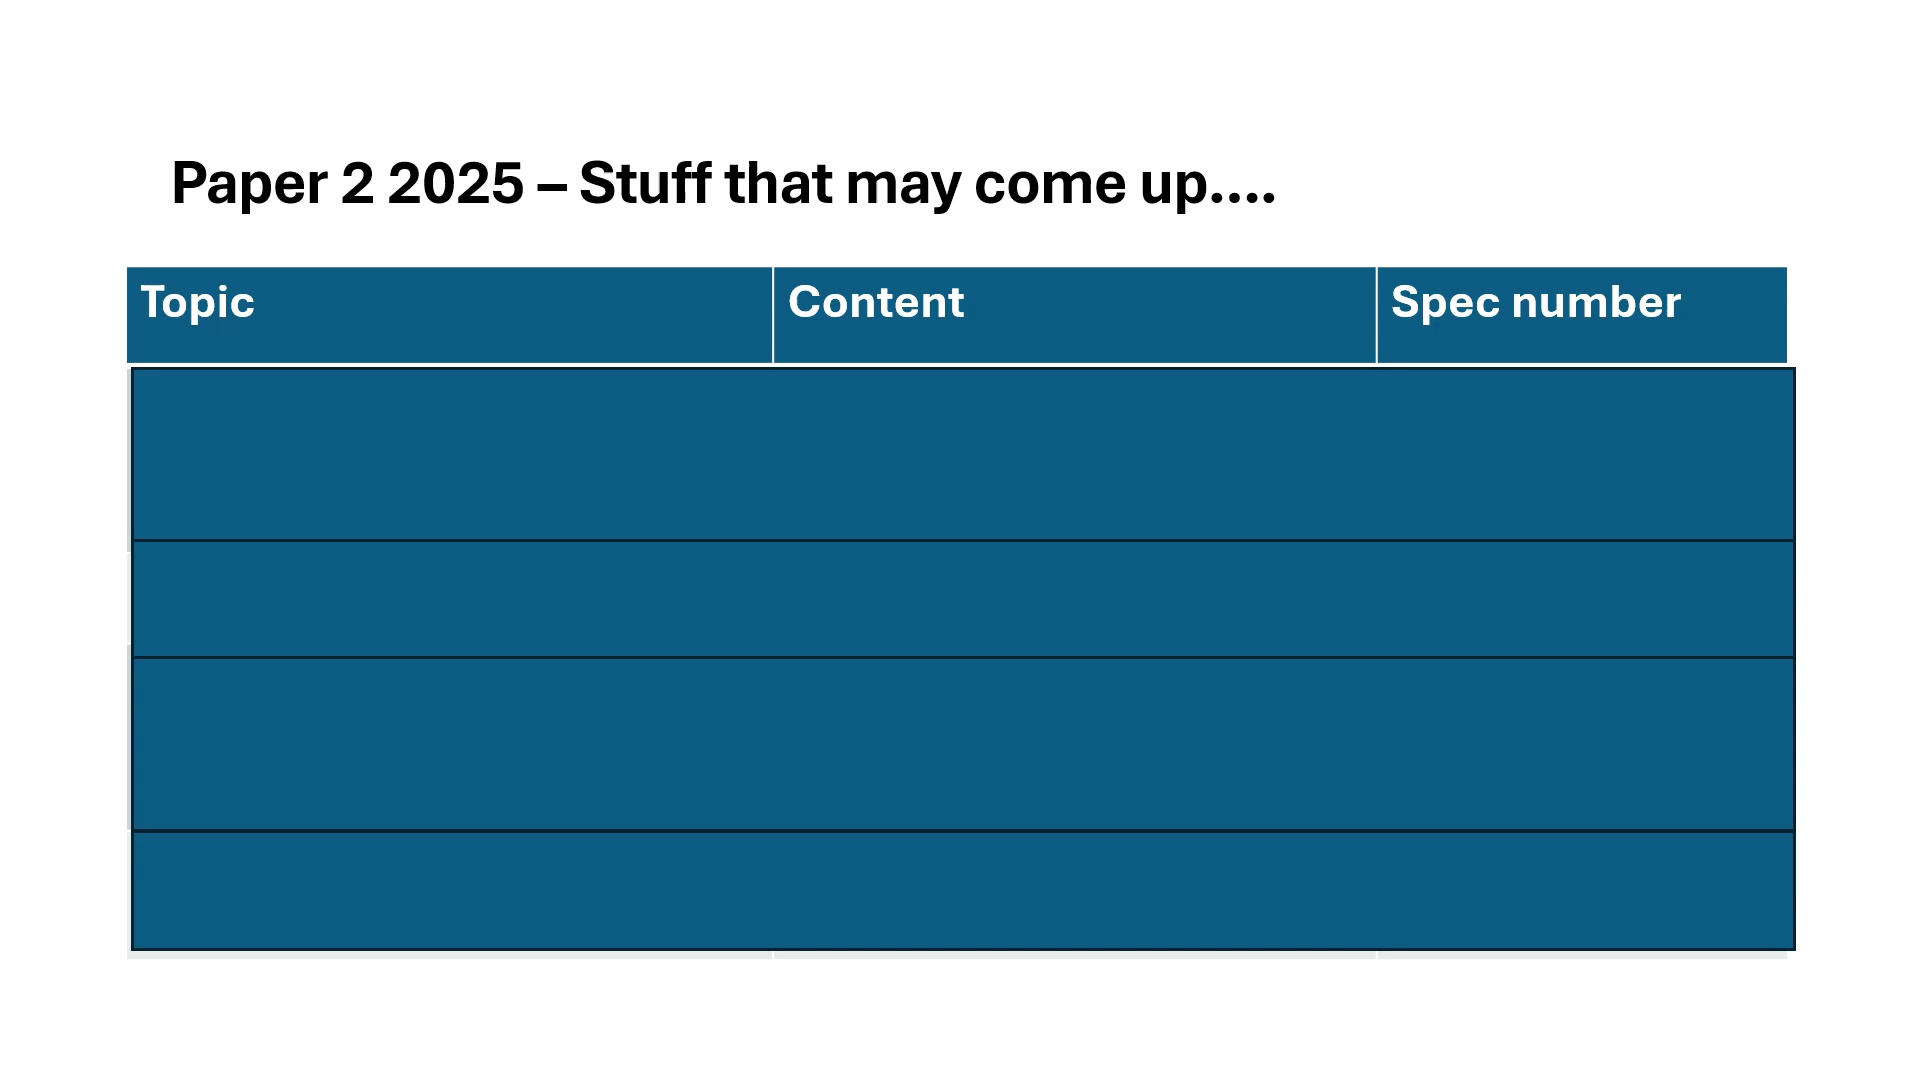 Paper 2 2025 – Stuff that may come up....
Topic
Content
Spec number